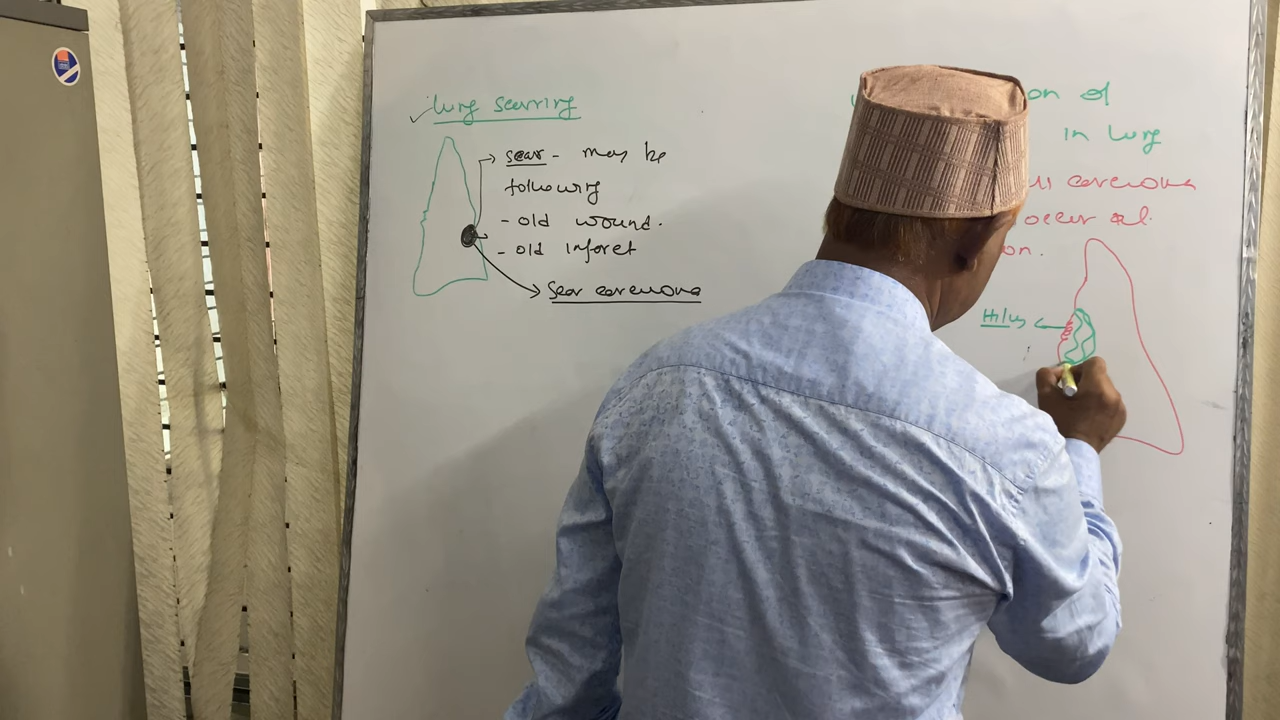 Lung scarring
scar - may be
following
- old wound.
- old infarct
Scar carcinoma
on of
in lung
carcinoma
occur at
on.
Hilus